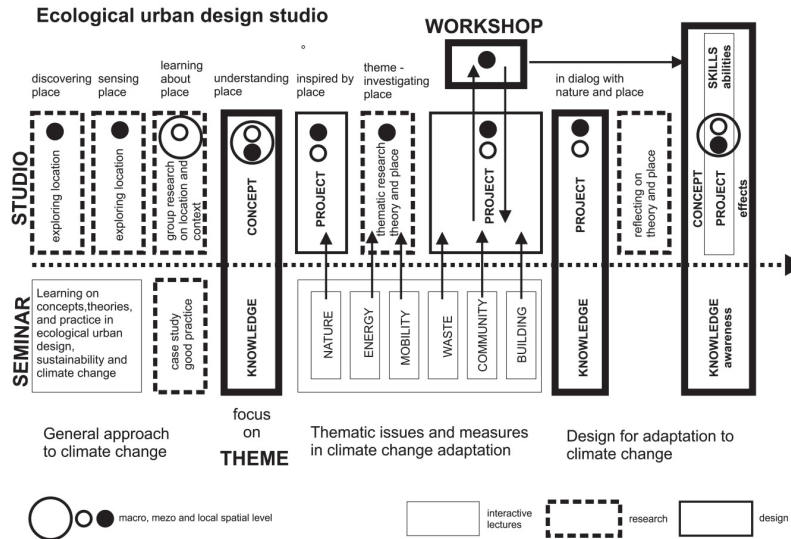 Ecological urban design studio
WORKSHOP
discovering
place
sensing
place
learning
about
place
understanding
place
inspired by
place
theme -
investigating
place
in dialog with
nature and place
STUDIO
exploring location
exploring location
group research
on location and
context
CONCEPT
PROJECT
thematic research
theory and place
PROJECT
PROJECT
reflecting on
theory and place
SKILLS
abilities
CONCEPT
PROJECT
effects
SEMINAR
Learning on
concepts,theories,
and practice in
ecological urban
design,
sustainability and
climate change
case study
good practice
KNOWLEDGE
NATURE
ENERGY
MOBILITY
WASTE
COMMUNITY
BUILDING
KNOWLEDGE
KNOWLEDGE
awareness
General approach
to climate change
focus
on
THEME
Thematic issues and measures
in climate change adaptation
Design for adaptation to
climate change
macro, mezo and local spatial level
interactive
lectures
research
design